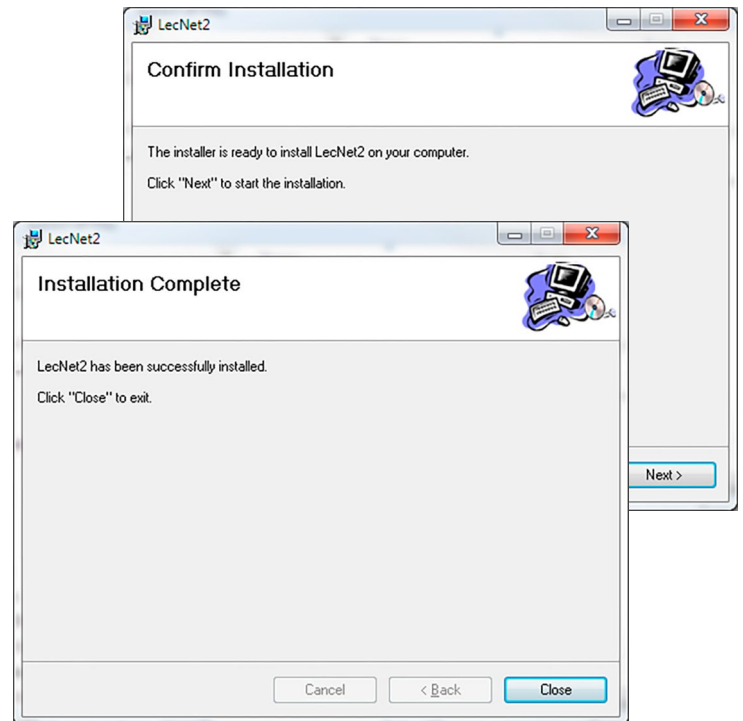 LecNet2
Confirm Installation
The installer is ready to install LecNet2 on your computer.
Click "Next" to start the installation.
Next >
LecNet2
Installation Complete
LecNet2 has been successfully installed.
Click "Close" to exit.
Cancel
< Back
Close